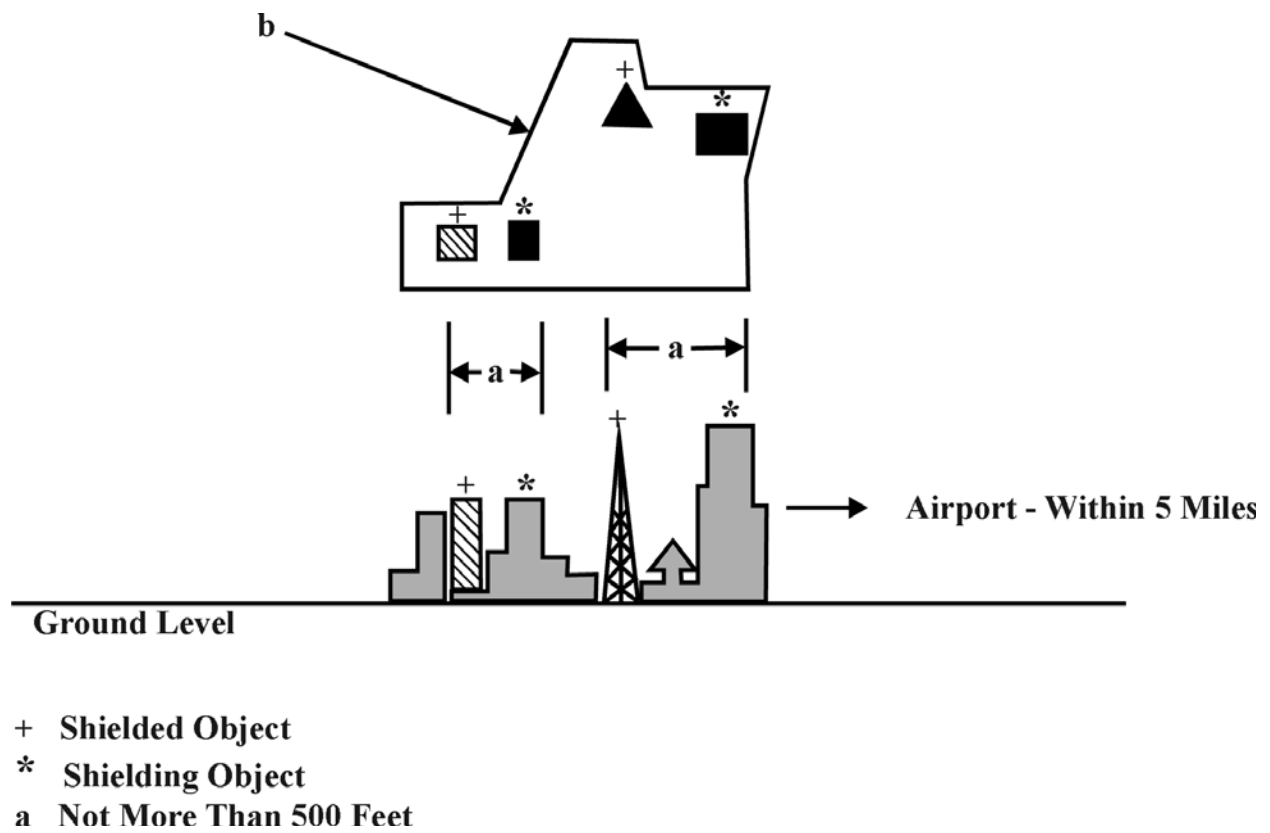 b
+
*
+
*
a
a
+
*
+
*
Airport - Within 5 Miles
Ground Level
+ Shielded Object
* Shielding Object
a Not More Than 500 Feet